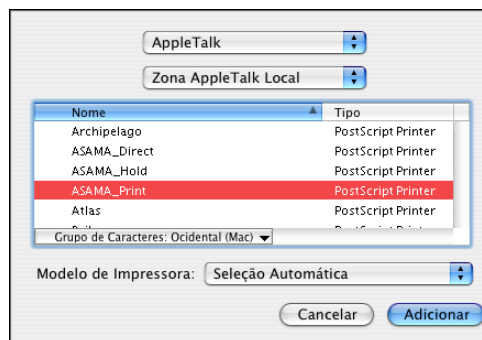 AppleTalk
Zona AppleTalk Local
Nome Tipo
Archipelago PostScript Printer
ASAMA_Direct PostScript Printer
ASAMA_Hold PostScript Printer
ASAMA_Print PostScript Printer
Atlas PostScript Printer
Grupo de Caracteres: Ocidental (Mac)
Modelo de Impressora: Seleção Automática
Cancelar Adicionar